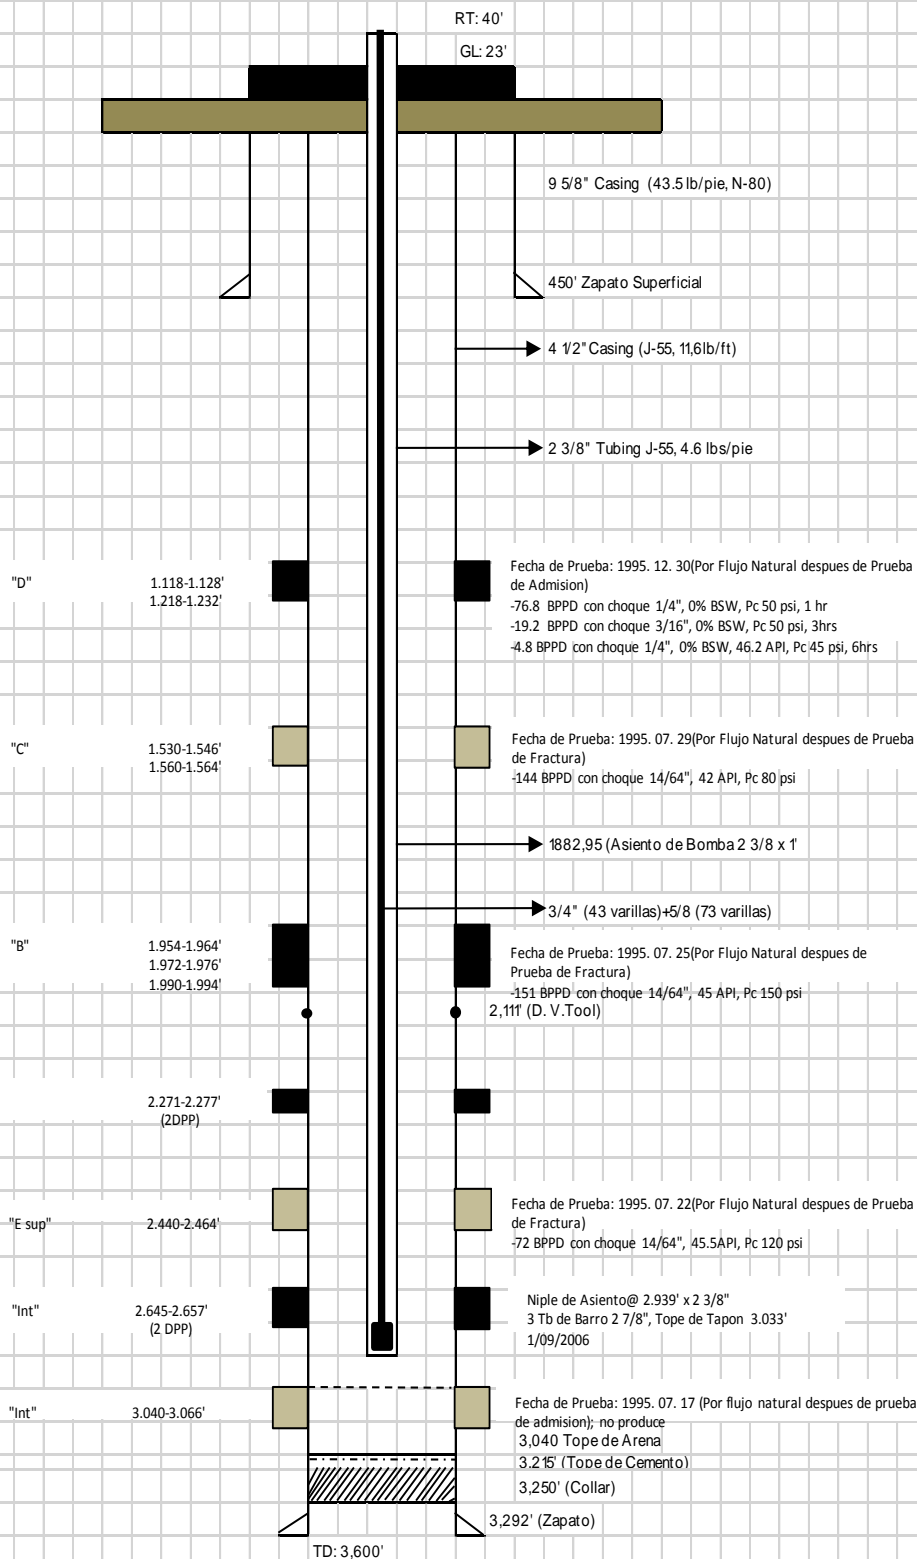 RT: 40'
GL: 23'
9 5/8" Casing (43.5 lb/pie, N-80)
450' Zapato Superficial
4 1/2" Casing (J-55, 11,6lb/ft)
2 3/8" Tubing J-55, 4.6 lbs/pie
"D"
1.118-1.128'
1.218-1.232'
Fecha de Prueba: 1995. 12. 30(Por Flujo Natural despues de Prueba
de Admision)
-76.8 BPPD con choque 1/4", 0% BSW, Pc 50 psi, 1 hr
-19.2 BPPD con choque 3/16", 0% BSW, Pc 50 psi, 3hrs
-4.8 BPPD con choque 1/4", 0% BSW, 46.2 API, Pc 45 psi, 6hrs
"C"
1.530-1.546'
1.560-1.564'
Fecha de Prueba: 1995. 07. 29(Por Flujo Natural despues de Prueba
de Fractura)
-144 BPPD con choque 14/64", 42 API, Pc 80 psi
1882,95 (Asiento de Bomba 2 3/8 x 1'
3/4" (43 varillas)+5/8 (73 varillas)
"B"
1.954-1.964'
1.972-1.976'
1.990-1.994'
Fecha de Prueba: 1995. 07. 25(Por Flujo Natural despues de
Prueba de Fractura)
-151 BPPD con choque 14/64", 45 API, Pc 150 psi
2,111' (D. V.Tool)
2.271-2.277'
(2DPP)
"E sup"
2.440-2.464'
Fecha de Prueba: 1995. 07. 22(Por Flujo Natural despues de Prueba
de Fractura)
-72 BPPD con choque 14/64", 45.5API, Pc 120 psi
"Int"
2.645-2.657'
(2 DPP)
Niple de Asiento@ 2.939' x 2 3/8"
3 Tb de Barro 2 7/8", Tope de Tapon 3.033'
1/09/2006
"Int"
3.040-3.066'
Fecha de Prueba: 1995. 07. 17 (Por flujo natural despues de prueba
de admision); no produce
3,040 Tope de Arena
3.215' (Tope de Cemento)
3,250' (Collar)
3,292' (Zapato)
TD: 3,600'